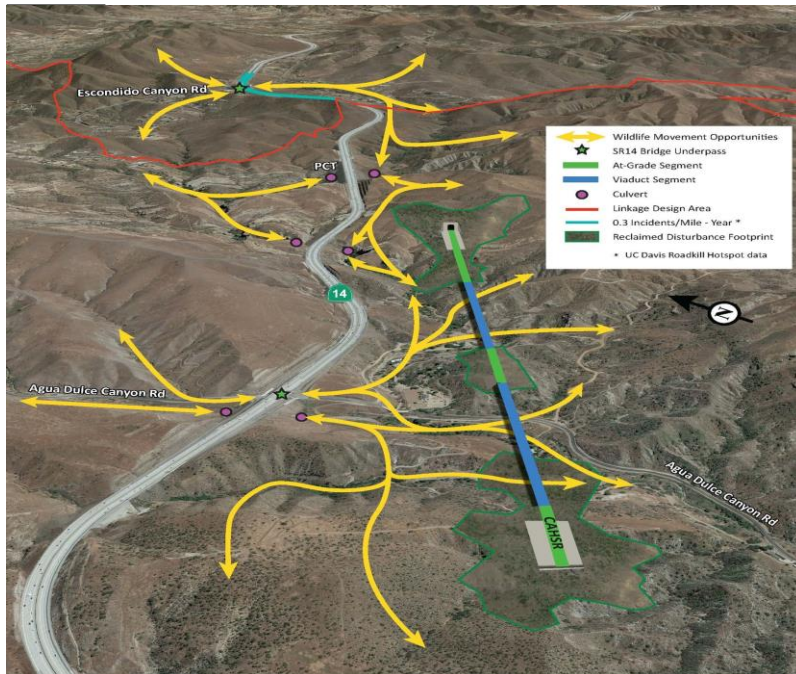 Escondido Canyon Rd
PCT
Wildlife Movement Opportunities
SR14 Bridge Underpass
At-Grade Segment
Viaduct Segment
Culvert
Linkage Design Area
0.3 Incidents/Mile - Year *
Reclaimed Disturbance Footprint
* UC Davis Roadkill Hotspot data
N
14
Agua Dulce Canyon Rd
Agua Dulce Canyon Rd
CAHSR